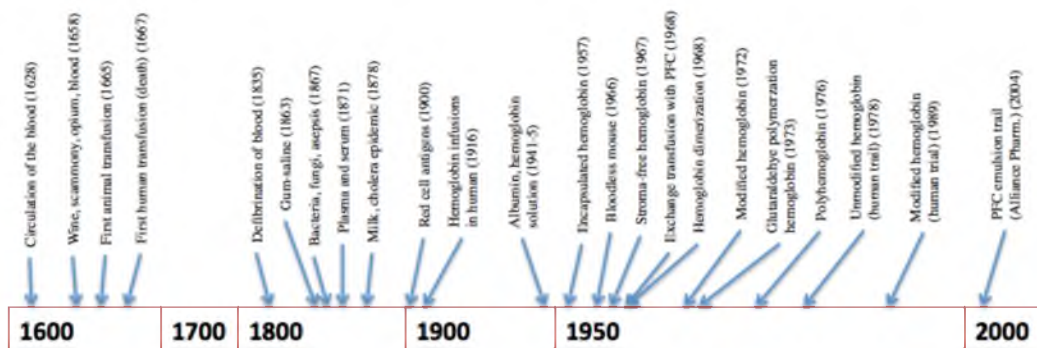 Circulation of the blood (1628)
Wine, scammony, opium, blood (1658)
First animal transfusion (1665)
First human transfusion (death) (1667)
Defibrination of blood (1835)
Gum-saline (1863)
Bacteria, fungi, asepsis (1867)
Plasma and serum (1871)
Milk, cholera epidemic (1878)
Red cell antigens (1900)
Hemoglobin infusions
in human (1916)
Albumin, hemoglobin
solution (1941-5)
Encapsulated hemoglobin (1957)
Bloodless mouse (1966)
Stroma-free hemoglobin (1967)
Exchange transfusion with PFC (1968)
Hemoglobin dimerization (1968)
Modified hemoglobin (1972)
Glutaraldehye polymerzation
hemoglobin (1973)
Polyhemoglobin (1976)
Unmodified hemoglobin
(human trail) (1978)
Modified hemoglobin
(human trial) (1989)
PFC emulsion trail
(Alliance Pharm.) (2004)
1600
1700
1800
1900
1950
2000